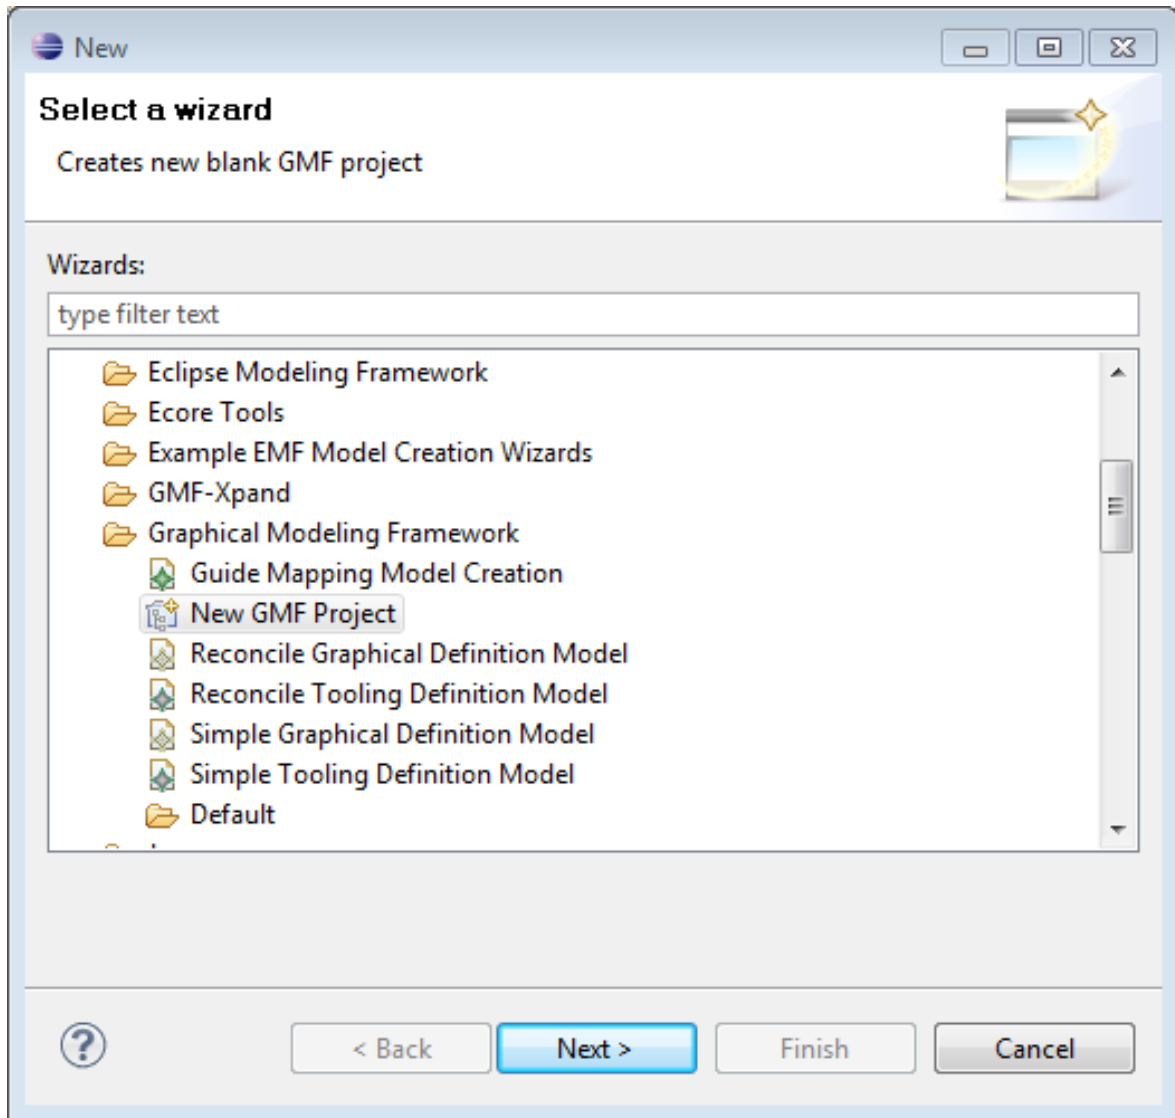 New
Select a wizard
Creates new blank GMF project
Wizards:
type filter text
Eclipse Modeling Framework
Ecore Tools
Example EMF Model Creation Wizards
GMF-Xpand
Graphical Modeling Framework
Guide Mapping Model Creation
New GMF Project
Reconcile Graphical Definition Model
Reconcile Tooling Definition Model
Simple Graphical Definition Model
Simple Tooling Definition Model
Default
? < Back Next > Finish Cancel